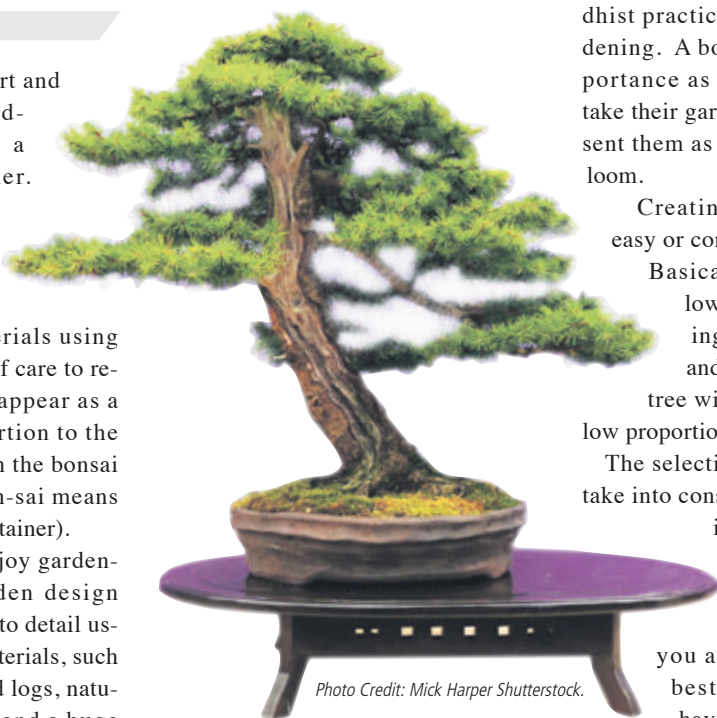 rt and
d-
a
er.
erials using
f care to re-
appear as a
rtion to the
n the bonsai
n-sai means
tainer).
joy garden-
den design
to detail us-
terials, such
d logs, natu-
and a huge
dhist practic
dening. A bo
portance as
take their gar
sent them as
loom.
Creatin
easy or cor
Basica
low
ing
and
tree wi
low proportio
The selecti
take into cons
i
you a
best
hav
Photo Credit: Mick Harper Shutterstock.